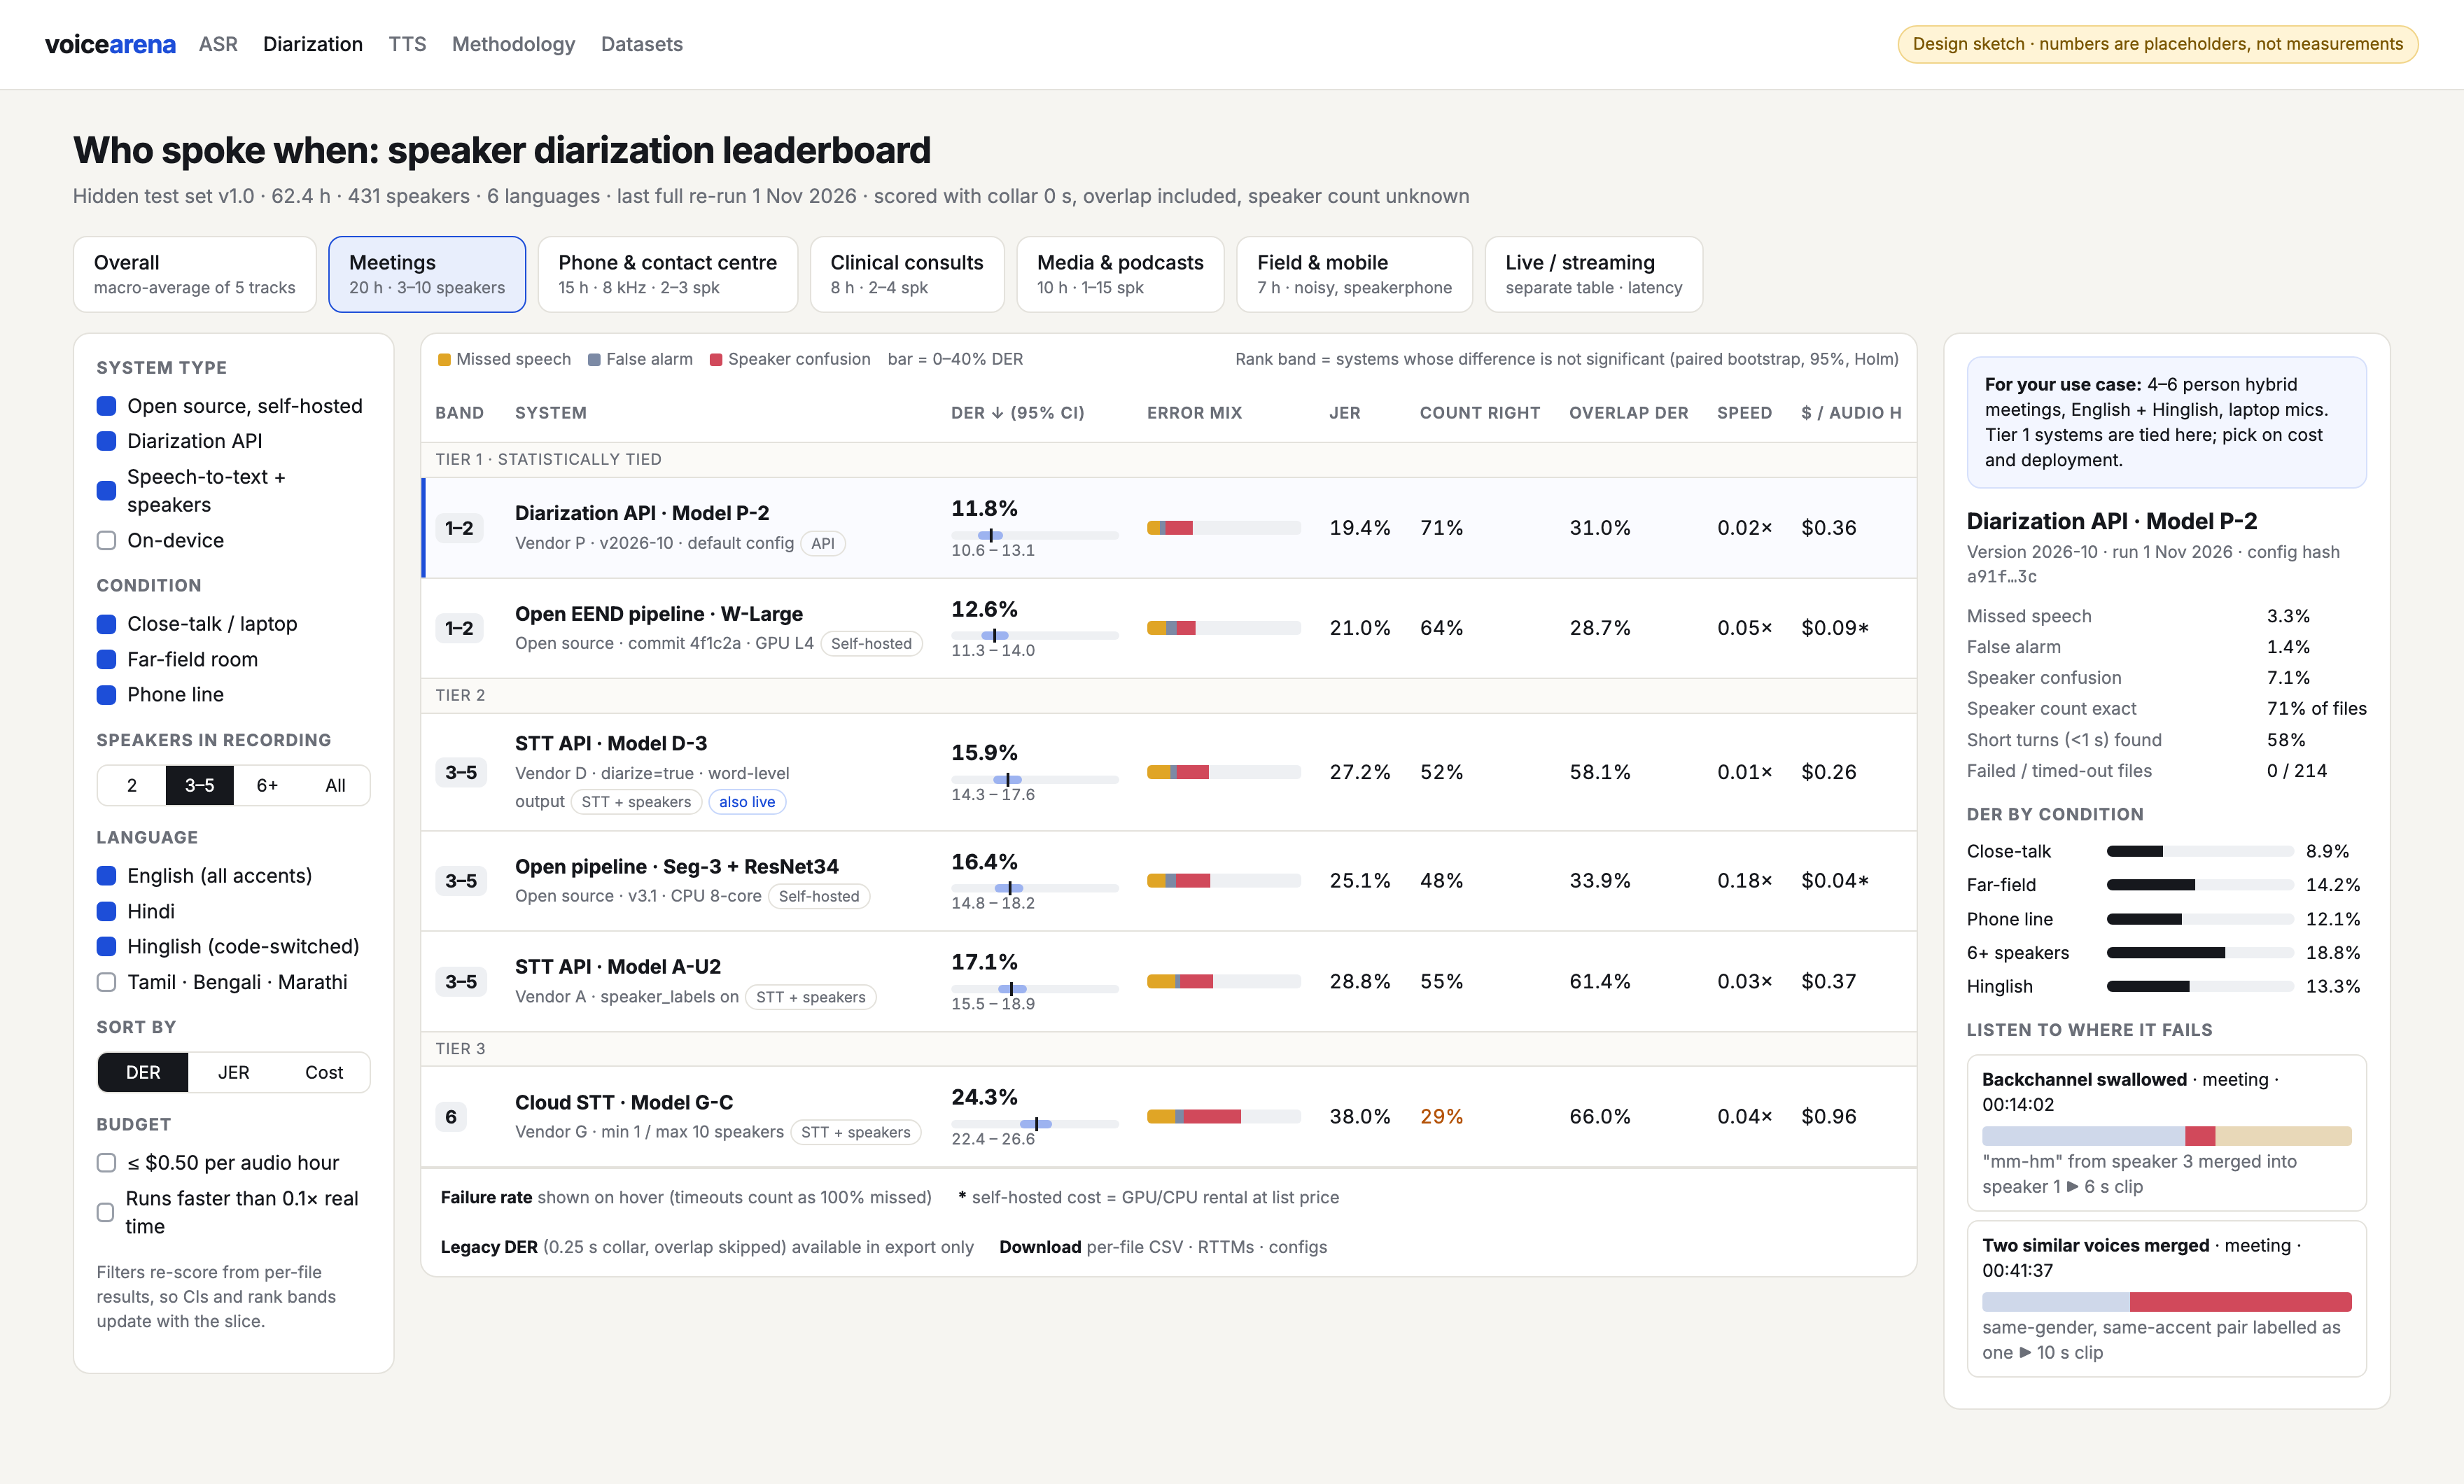 voicearena ASR Diarization TTS Methodology Datasets
Design sketch · numbers are placeholders, not measurements
Who spoke when: speaker diarization leaderboard
Hidden test set v1.0 · 62.4 h · 431 speakers · 6 languages · last full re-run 1 Nov 2026 · scored with collar 0 s, overlap included, speaker count unknown
Overall
macro-average of 5 tracks
Meetings
20 h · 3–10 speakers
Phone & contact centre
15 h · 8 kHz · 2–3 spk
Clinical consults
8 h · 2–4 spk
Media & podcasts
10 h · 1–15 spk
Field & mobile
7 h · noisy, speakerphone
Live / streaming
separate table · latency
SYSTEM TYPE
Open source, self-hosted
Diarization API
Speech-to-text +
speakers
On-device
CONDITION
Close-talk / laptop
Far-field room
Phone line
SPEAKERS IN RECORDING
2 3–5 6+ All
LANGUAGE
English (all accents)
Hindi
Hinglish (code-switched)
Tamil · Bengali · Marathi
SORT BY
DER JER Cost
BUDGET
≤ $0.50 per audio hour
Runs faster than 0.1× real
time
Filters re-score from per-file
results, so CIs and rank bands
update with the slice.
Missed speech False alarm Speaker confusion bar = 0–40% DER
Rank band = systems whose difference is not significant (paired bootstrap, 95%, Holm)
BAND SYSTEM DER ↓ (95% CI) ERROR MIX JER COUNT RIGHT OVERLAP DER SPEED $ / AUDIO H
TIER 1 · STATISTICALLY TIED
1–2 Diarization API · Model P-2 11.8% 19.4% 71% 31.0% 0.02× $0.36
Vendor P · v2026-10 · default config API 10.6 – 13.1
1–2 Open EEND pipeline · W-Large 12.6% 21.0% 64% 28.7% 0.05× $0.09*
Open source · commit 4f1c2a · GPU L4 Self-hosted 11.3 – 14.0
TIER 2
3–5 STT API · Model D-3 15.9% 27.2% 52% 58.1% 0.01× $0.26
Vendor D · diarize=true · word-level
output STT + speakers also live 14.3 – 17.6
3–5 Open pipeline · Seg-3 + ResNet34 16.4% 25.1% 48% 33.9% 0.18× $0.04*
Open source · v3.1 · CPU 8-core Self-hosted 14.8 – 18.2
3–5 STT API · Model A-U2 17.1% 28.8% 55% 61.4% 0.03× $0.37
Vendor A · speaker_labels on STT + speakers 15.5 – 18.9
TIER 3
6 Cloud STT · Model G-C 24.3% 38.0% 29% 66.0% 0.04× $0.96
Vendor G · min 1 / max 10 speakers STT + speakers 22.4 – 26.6
Failure rate shown on hover (timeouts count as 100% missed) * self-hosted cost = GPU/CPU rental at list price
Legacy DER (0.25 s collar, overlap skipped) available in export only Download per-file CSV · RTTMs · configs
For your use case: 4–6 person hybrid
meetings, English + Hinglish, laptop mics.
Tier 1 systems are tied here; pick on cost
and deployment.
Diarization API · Model P-2
Version 2026-10 · run 1 Nov 2026 · config hash
a91f…3c
Missed speech 3.3%
False alarm 1.4%
Speaker confusion 7.1%
Speaker count exact 71% of files
Short turns (<1 s) found 58%
Failed / timed-out files 0 / 214
DER BY CONDITION
Close-talk 8.9%
Far-field 14.2%
Phone line 12.1%
6+ speakers 18.8%
Hinglish 13.3%
LISTEN TO WHERE IT FAILS
Backchannel swallowed · meeting ·
00:14:02
"mm-hm" from speaker 3 merged into
speaker 1 ▶ 6 s clip
Two similar voices merged · meeting ·
00:41:37
same-gender, same-accent pair labelled as
one ▶ 10 s clip